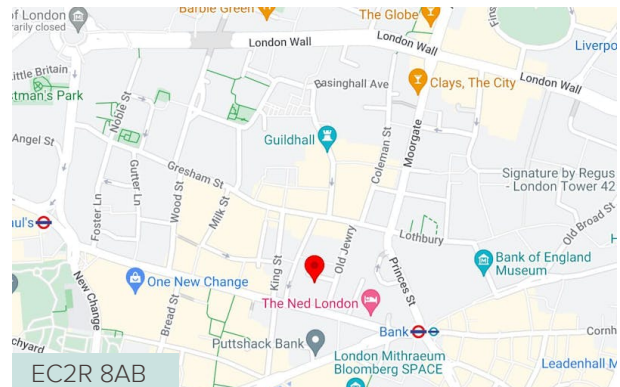 of London
rarily closed
Barbie Green
The Globe
London Wall
London Wall
Liverpo
Little Britain
stman's Park
Noble St
Basinghall Ave
Clays, The City
London Wall
Angel St
Guildhall
Coleman St
Moorgate
Gutter Ln
Foster Ln
Wood St
Milk St
Gresham St
Signature by Regus
- London Tower 42
Old Broad St
ul's
Lothbury
King St
Old Jewry
Princes St
Bank of England
Museum
New Change
One New Change
Bread St
The Ned London
Bank
Cornh
Puttshack Bank
London Mithraeum
Bloomberg SPACE
Leadenhall M
chyard
EC2R 8AB